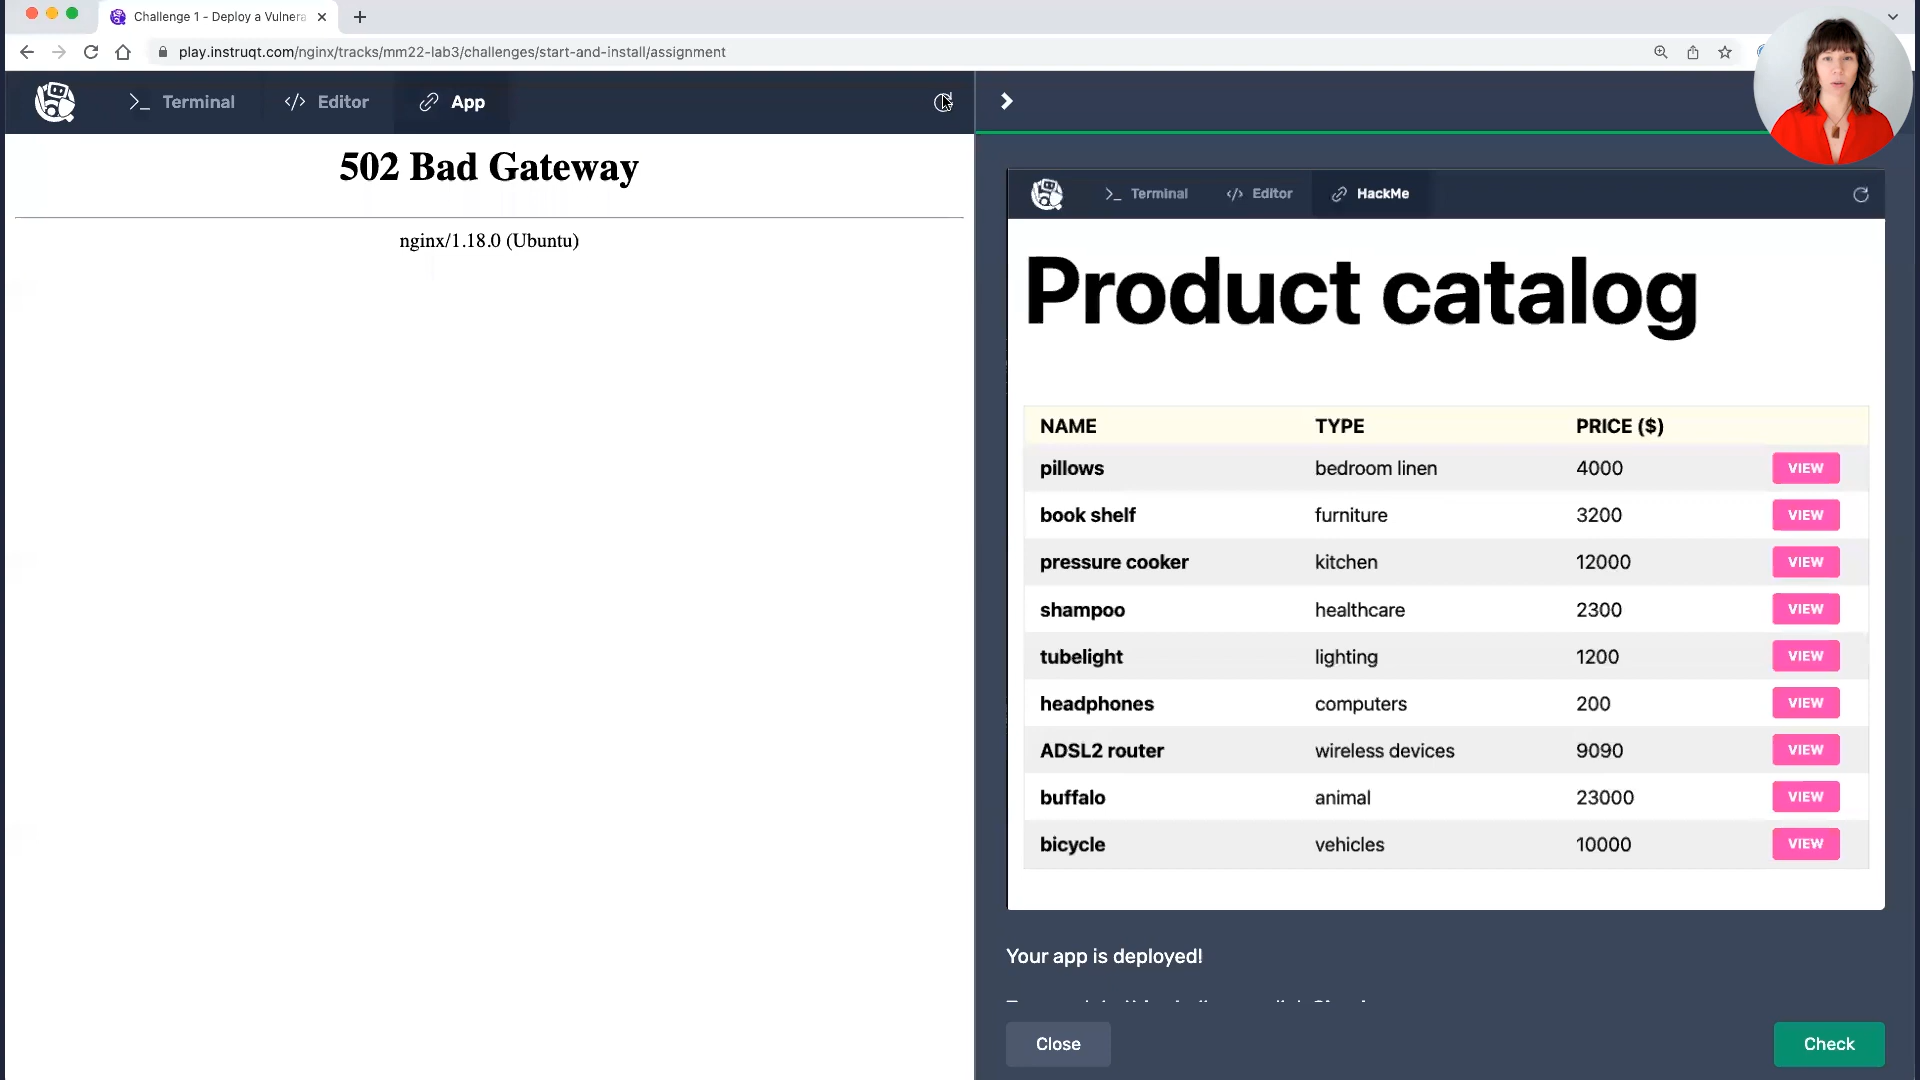 Challenge 1 - Deploy a Vulnera
play.instruqt.com/nginx/tracks/mm22-lab3/challenges/start-and-install/assignment
>_ Terminal </> Editor App
502 Bad Gateway
nginx/1.18.0 (Ubuntu)
>_ Terminal </> Editor HackMe
Product catalog
NAME TYPE PRICE ($)
pillows bedroom linen 4000 VIEW
book shelf furniture 3200 VIEW
pressure cooker kitchen 12000 VIEW
shampoo healthcare 2300 VIEW
tubelight lighting 1200 VIEW
headphones computers 200 VIEW
ADSL2 router wireless devices 9090 VIEW
buffalo animal 23000 VIEW
bicycle vehicles 10000 VIEW
Your app is deployed!
Close Check